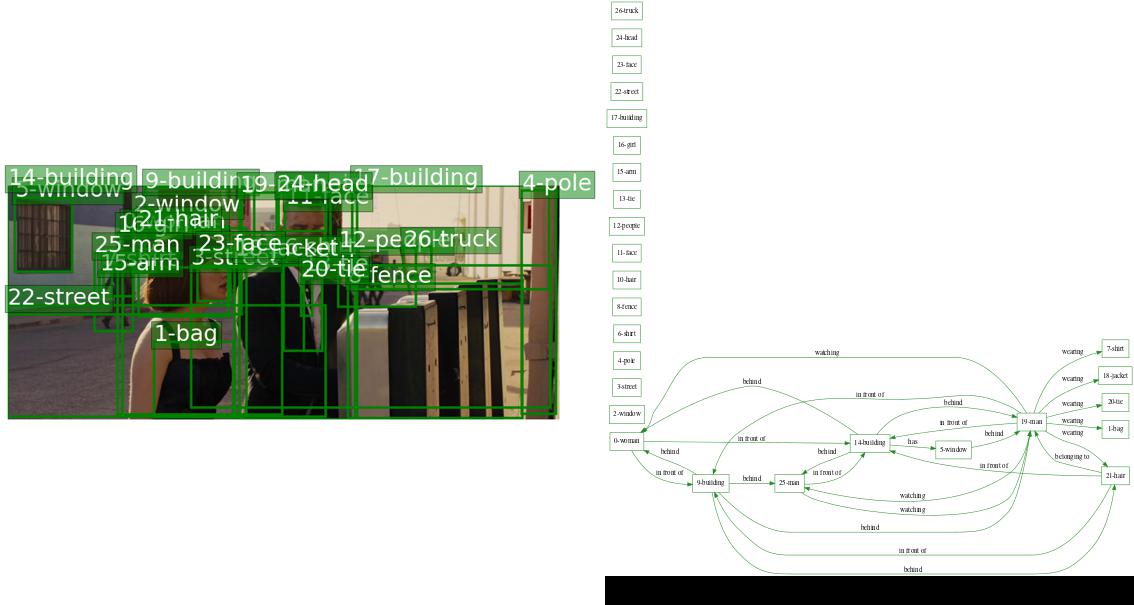 14-building
9-building
24-head
17-building
4-pole
5-window
2-window
11-face
21-hair
25-man
23-face
26-truck
15-arm
3-street
20-tie
fence
22-street
1-bag
26-truck
24-head
23-face
22-street
17-building
16-girl
15-arm
13-tie
12-people
11-face
10-hair
8-fence
6-shirt
4-pole
3-street
2-window
0-woman
watching
behind
in front of
behind
in front of
in front of
has
behind
14-building
5-window
19-man
behind
in front of
9-building
behind
25-man
behind
in front of
watching
watching
behind
in front of
behind
wearing
7-shirt
wearing
18-jacket
wearing
20-tie
wearing
1-bag
wearing
belonging to
in front of
21-hair